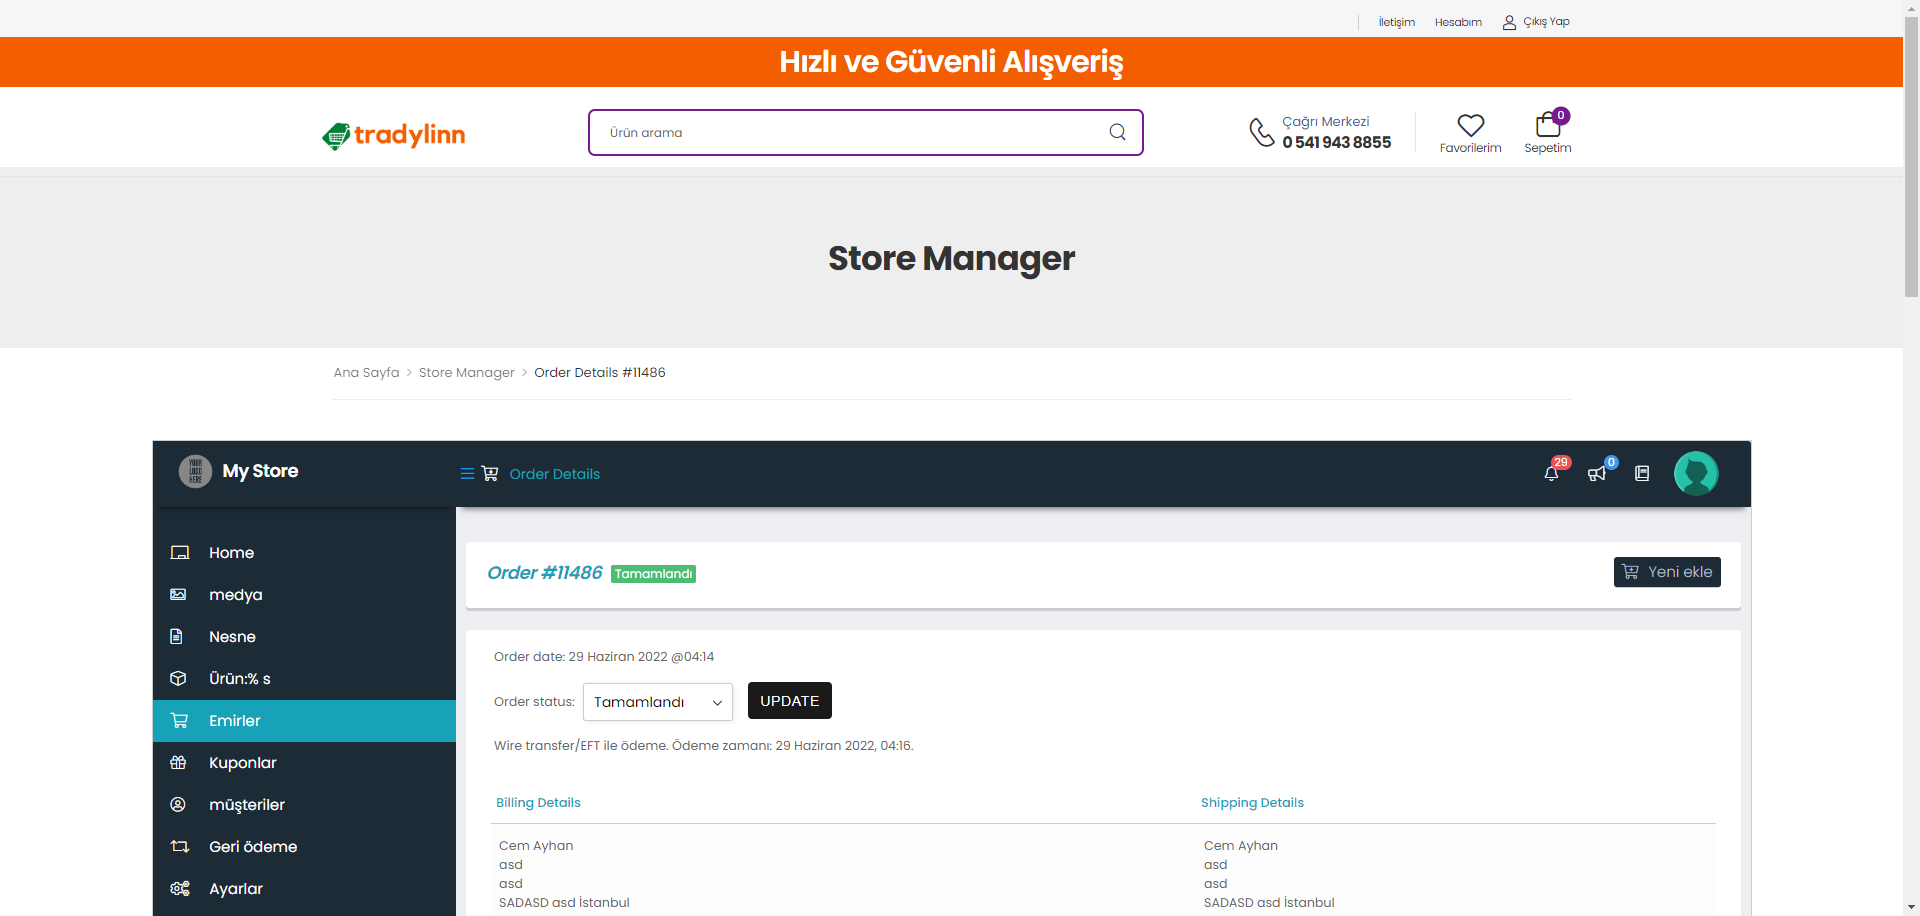 İletişim
Hesabım
Çıkış Yap
Hızlı ve Güvenli Alışveriş
tradylinn
Ürün arama
Çağrı Merkezi
0 541 943 8855
Favorilerim
0
Sepetim
Store Manager
Ana Sayfa > Store Manager > Order Details #11486
YOUR
LOGO
HERE
My Store
Order Details
29
0
Home
medya
Nesne
Ürün:% s
Emirler
Kuponlar
müşteriler
Geri ödeme
Ayarlar
Order #11486 Tamamlandı
Yeni ekle
Order date: 29 Haziran 2022 @04:14
Order status: Tamamlandı UPDATE
Wire transfer/EFT ile ödeme. Ödeme zamanı: 29 Haziran 2022, 04:16.
Billing Details
Cem Ayhan
asd
asd
SADASD asd İstanbul
Shipping Details
Cem Ayhan
asd
asd
SADASD asd İstanbul